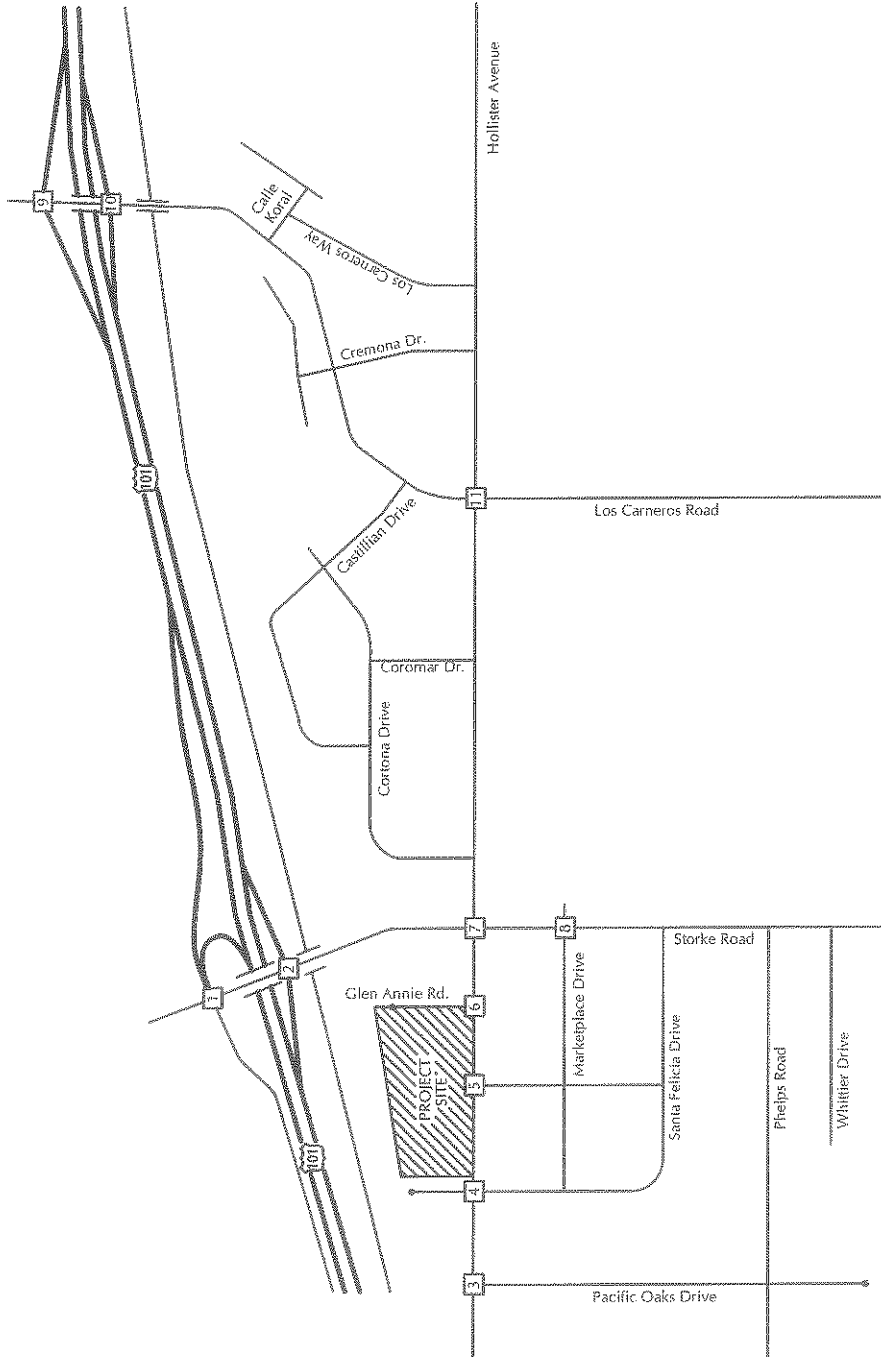 9
10
Calle
Koral
Los Carneros Way
Hollister Avenue
Cremona Dr.
101
11
Los Carneros Road
Castillian Drive
Coromar Dr.
Cortona Drive
1
2
7
8
Storke Road
Glen Annie Rd.
6
PROJECT
SITE
5
Marketplace Drive
Santa Felicia Drive
Phelps Road
Whittier Drive
101
4
3
Pacific Oaks Drive